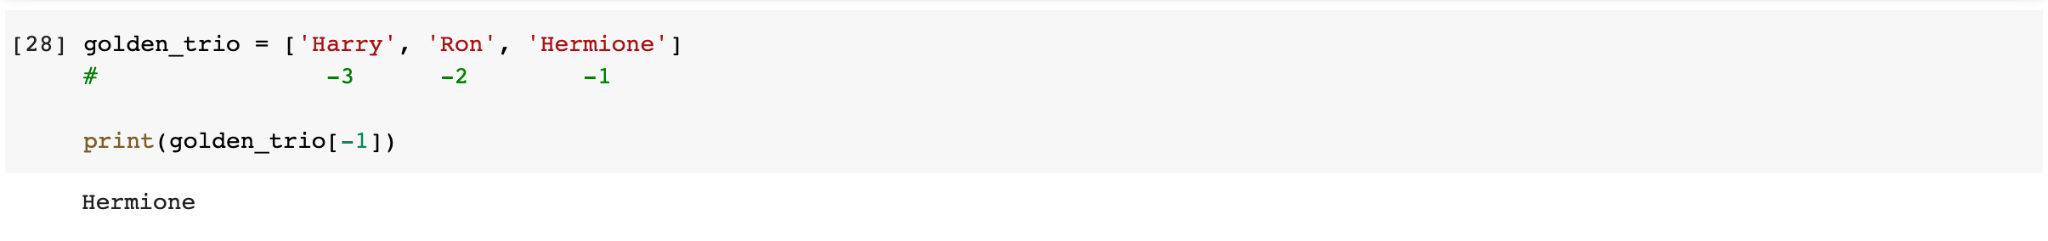 [28] golden_trio = ['Harry', 'Ron', 'Hermione']
# -3 -2 -1
print(golden_trio[-1])
Hermione